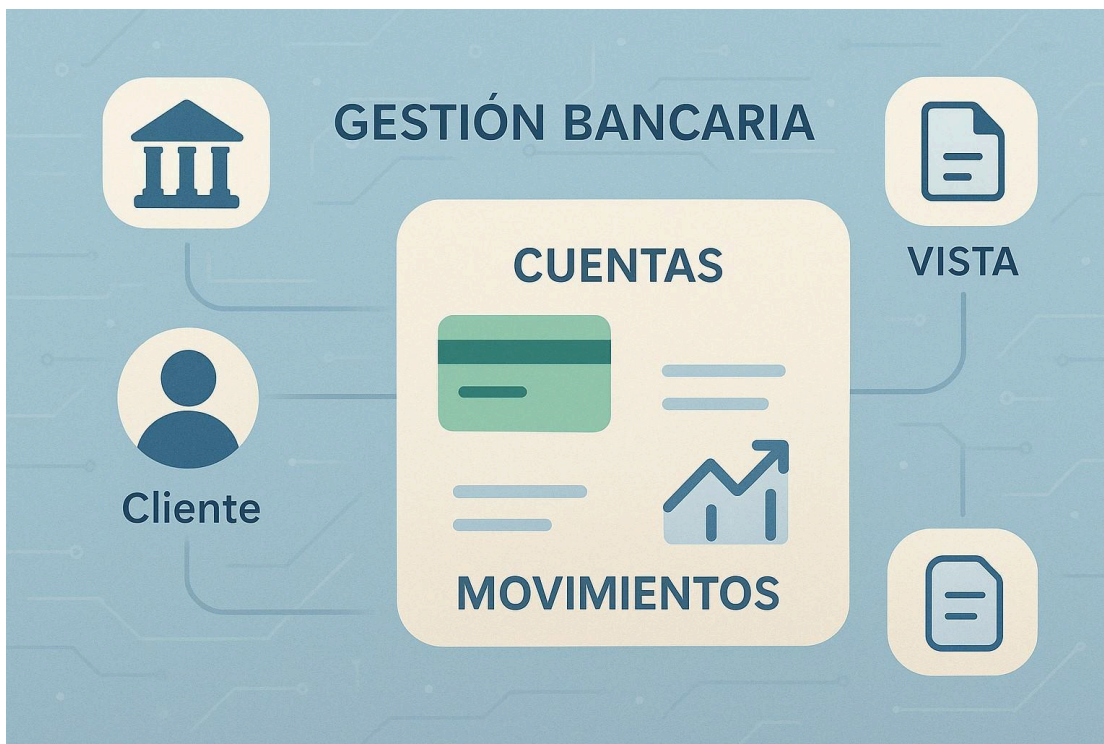 GESTIÓN BANCARIA
CUENTAS
VISTA
Cliente
MOVIMIENTOS